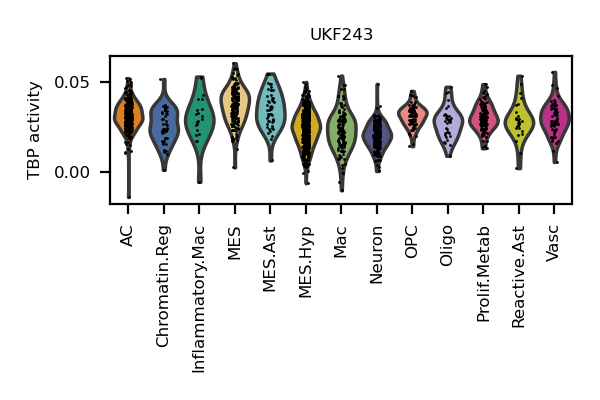 UKF243
TBP activity
0.05
0.00
AC
Chromatin.Reg
Inflammatory.Mac
MES
MES.Ast
MES.Hyp
Mac
Neuron
OPC
Oligo
Prolif.Metab
Reactive.Ast
Vasc